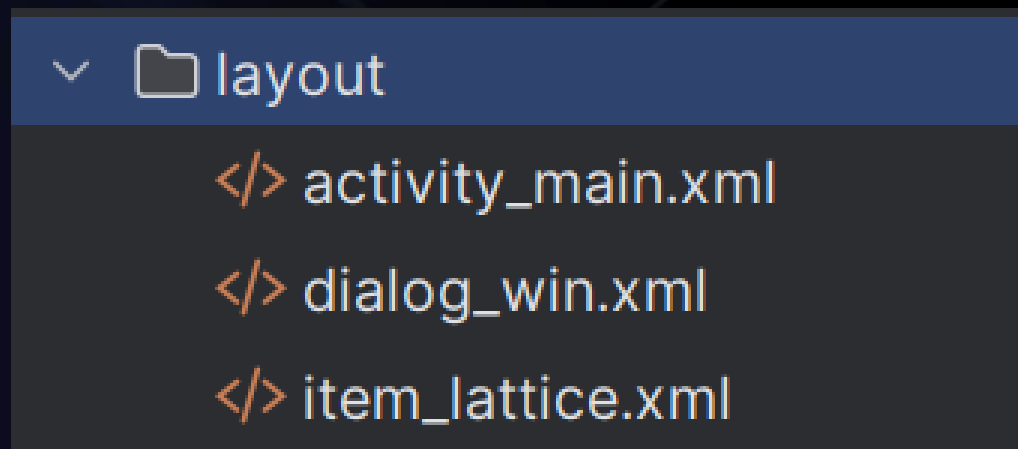 layout
</> activity_main.xml
</> dialog_win.xml
</> item_lattice.xml